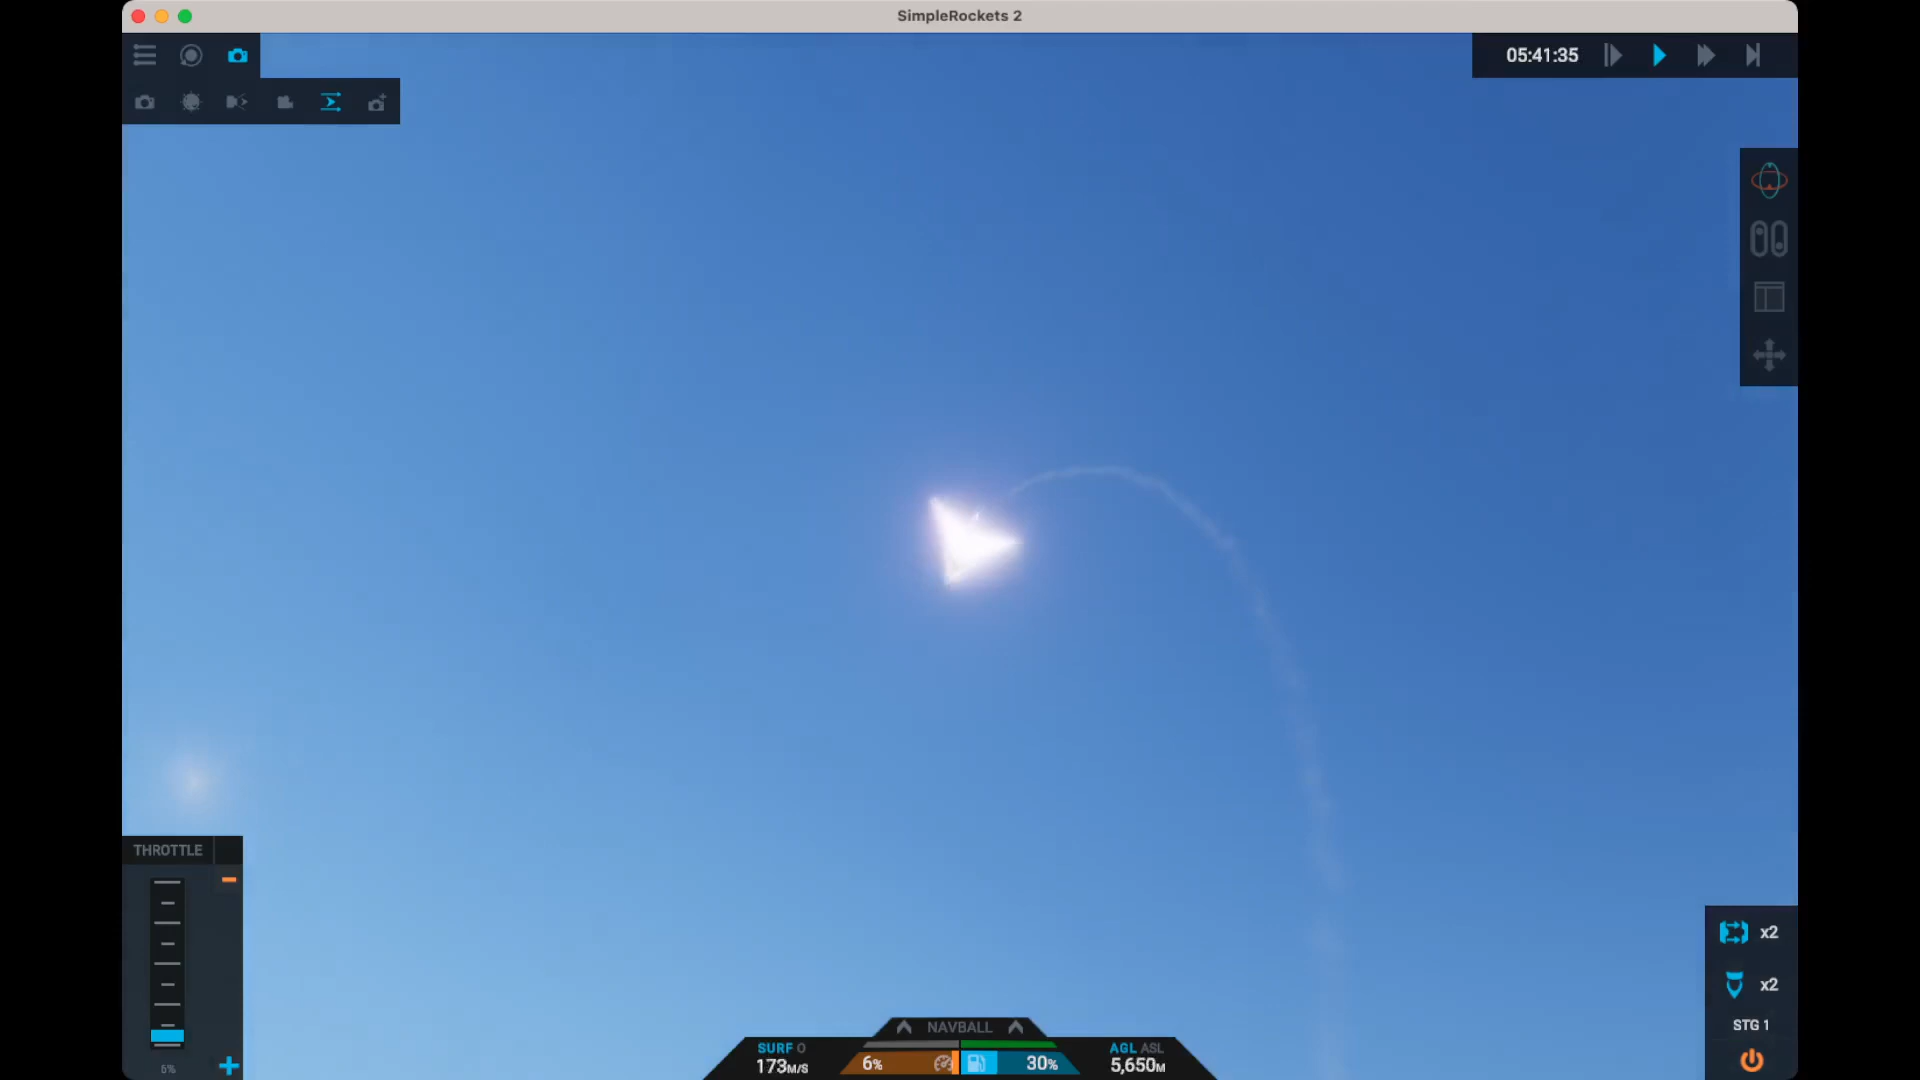 SimpleRockets 2
05:41:35
THROTTLE
6%
NAVBALL
SURF O
173M/S
6%
30%
AGL ASL
5,650M
x2
x2
STG 1